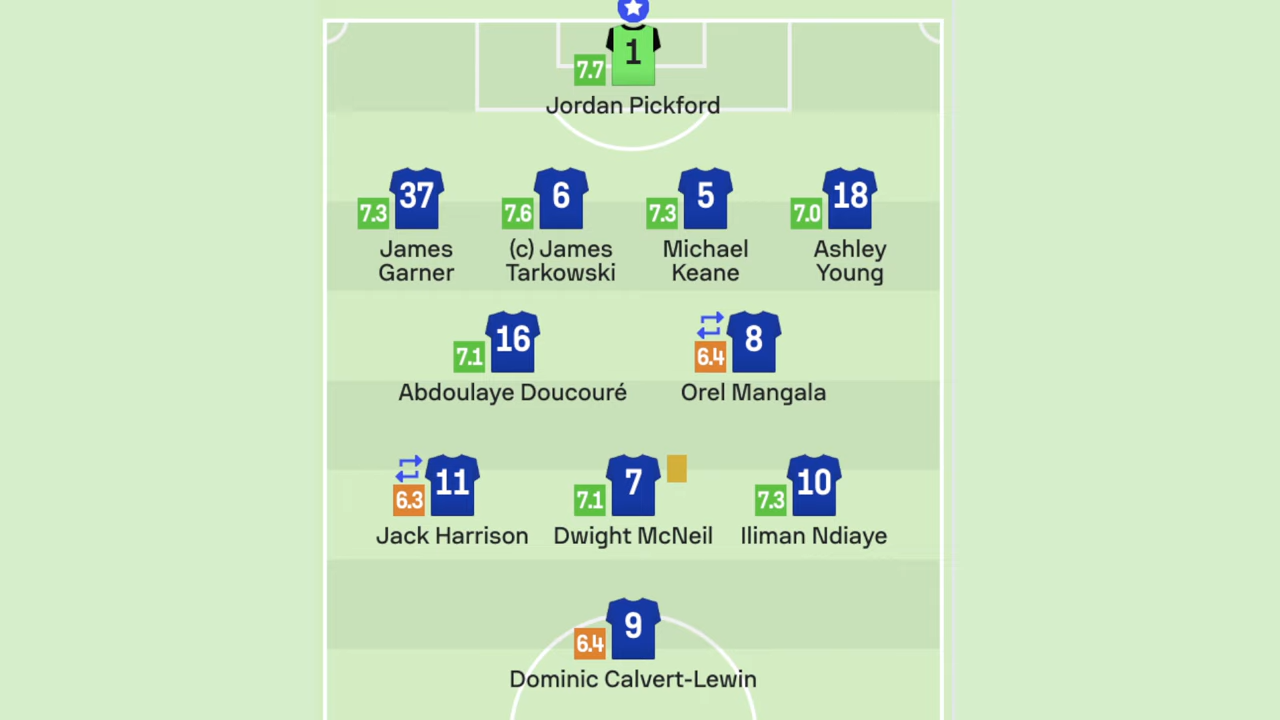 1
7.7
Jordan Pickford
37 6 5 18
7.3 7.6 7.3 7.0
James (c) James Michael Ashley
Garner Tarkowski Keane Young
16 8
7.1 6.4
Abdoulaye Doucouré Orel Mangala
11 7 10
6.3 7.1 7.3
Jack Harrison Dwight McNeil Iliman Ndiaye
9
6.4
Dominic Calvert-Lewin